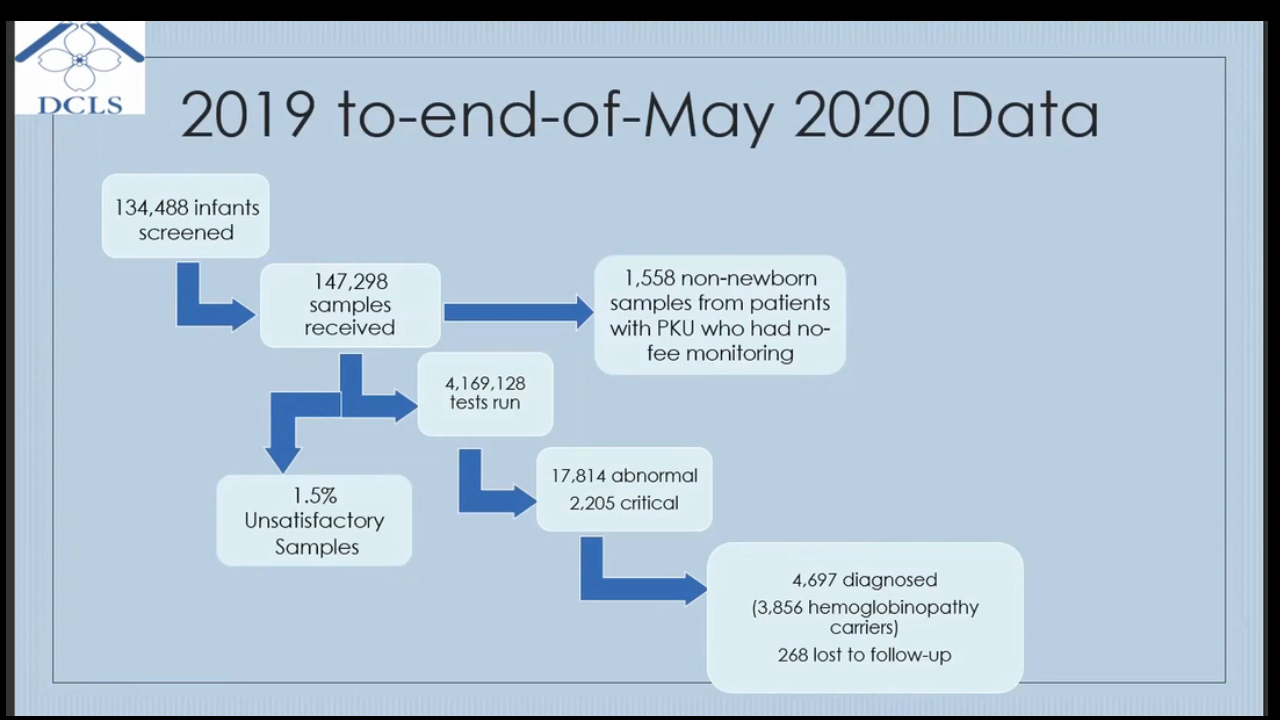 DCLS
2019 to-end-of-May 2020 Data
134,488 infants
screened
147,298
samples
received
1,558 non-newborn
samples from patients
with PKU who had no-
fee monitoring
4,169,128
tests run
1.5%
Unsatisfactory
Samples
17,814 abnormal
2,205 critical
4,697 diagnosed
(3,856 hemoglobinopathy
carriers)
268 lost to follow-up